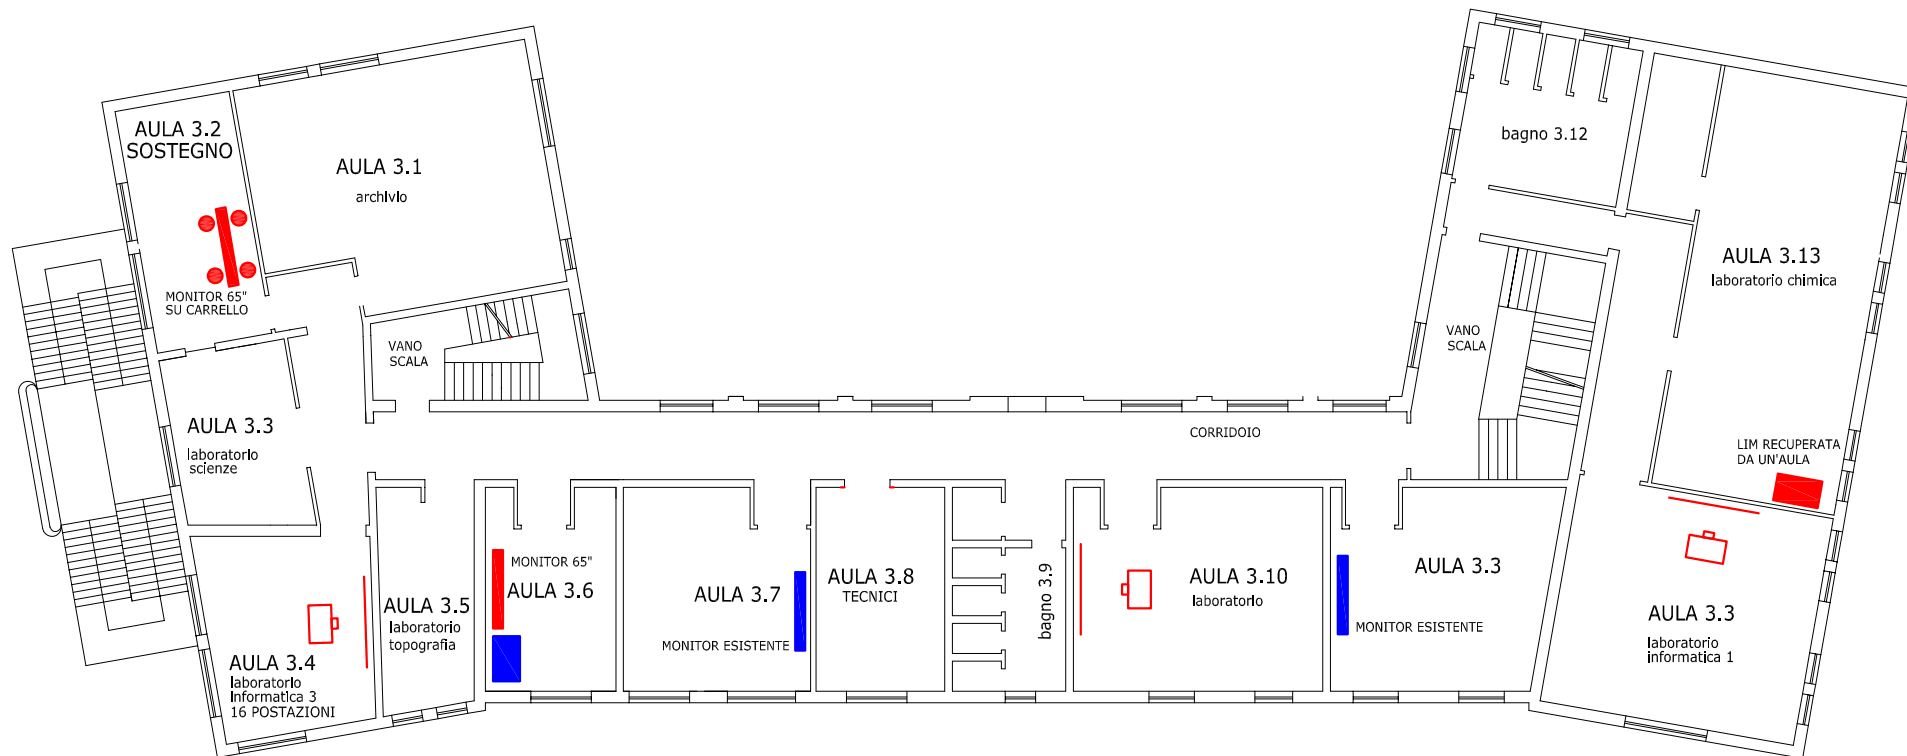 AULA 3.2
SOSTEGNO
AULA 3.1
archivio
MONITOR 65"
SU CARRELLO
VANO
SCALA
AULA 3.3
laboratorio
scienze
AULA 3.4
laboratorio
informatica 3
16 POSTAZIONI
AULA 3.5
laboratorio
topografia
MONITOR 65"
AULA 3.6
AULA 3.7
MONITOR ESISTENTE
AULA 3.8
TECNICI
bagno 3.9
CORRIDOIO
AULA 3.10
laboratorio
AULA 3.3
MONITOR ESISTENTE
bagno 3.12
VANO
SCALA
AULA 3.13
laboratorio chimica
LIM RECUPERATA
DA UN'AULA
AULA 3.3
laboratorio
informatica 1